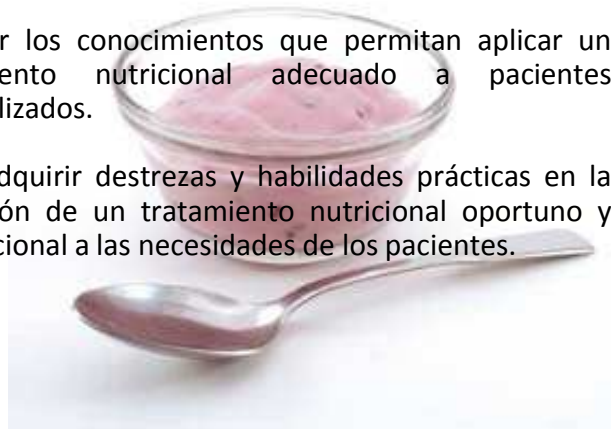 r los conocimientos que permitan aplicar un
ento nutricional adecuado a pacientes
lizados.
dquirir destrezas y habilidades prácticas en la
ón de un tratamiento nutricional oportuno y
cional a las necesidades de los pacientes.